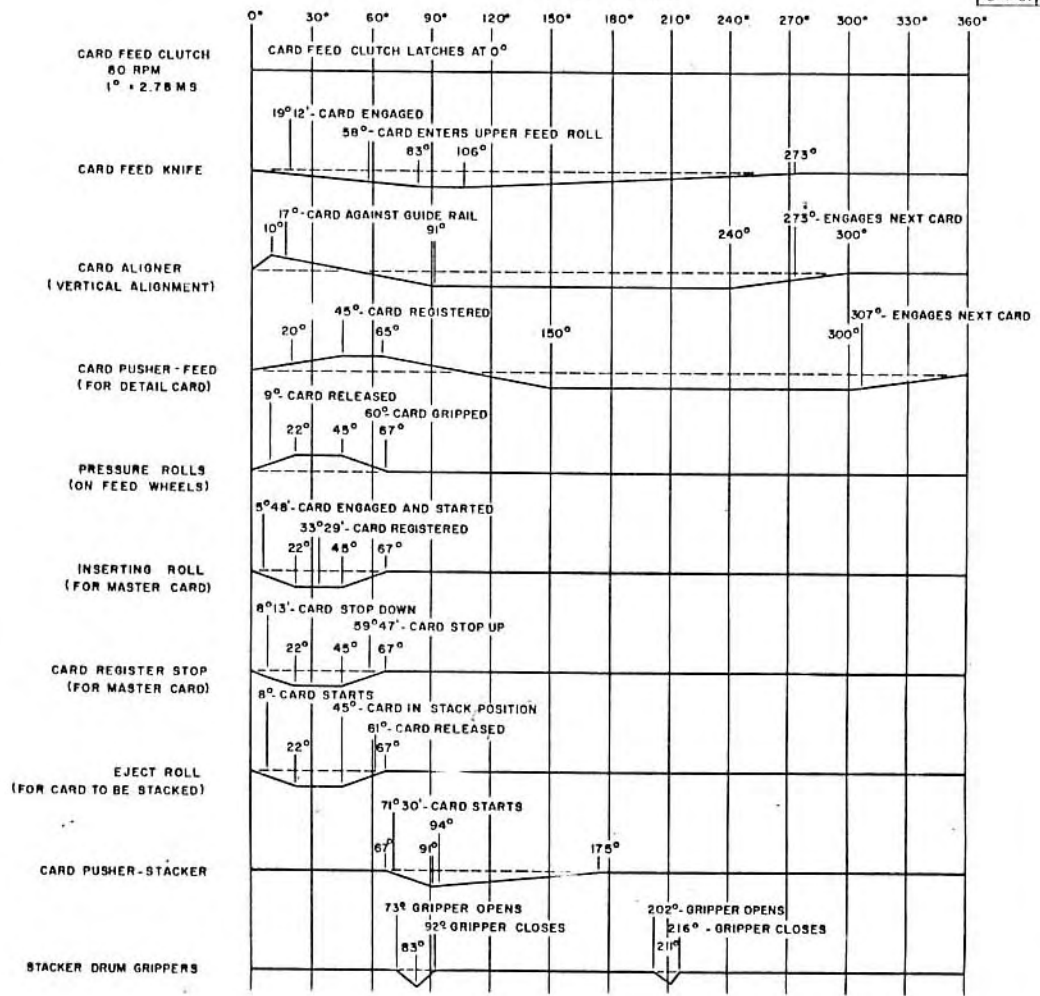 0° 30° 60° 90° 120° 150° 180° 210° 240° 270° 300° 330° 360°
CARD FEED CLUTCH
60 RPM
1° = 2.78 MS
CARD FEED CLUTCH LATCHES AT 0°
19°12'- CARD ENGAGED
58°- CARD ENTERS UPPER FEED ROLL
83° 106° 273°
CARD FEED KNIFE
17°-CARD AGAINST GUIDE RAIL
273°- ENGAGES NEXT CARD
10° 91° 240° 300°
CARD ALIGNER
(VERTICAL ALIGNMENT)
45°- CARD REGISTERED
307°- ENGAGES NEXT CARD
20° 65° 150° 300°
CARD PUSHER-FEED
(FOR DETAIL CARD)
9°- CARD RELEASED
60°-CARD GRIPPED
22° 45° 67°
PRESSURE ROLLS
(ON FEED WHEELS)
5°48'-CARD ENGAGED AND STARTED
33°29'-CARD REGISTERED
22° 45° 67°
INSERTING ROLL
(FOR MASTER CARD)
8°13'-CARD STOP DOWN
59°47'-CARD STOP UP
22° 45° 67°
CARD REGISTER STOP
(FOR MASTER CARD)
8°-CARD STARTS
45°-CARD IN STACK POSITION
61°-CARD RELEASED
22° 67°
EJECT ROLL
(FOR CARD TO BE STACKED)
71°30'-CARD STARTS
94°
67° 91° 175°
CARD PUSHER-STACKER
73° GRIPPER OPENS 202°-GRIPPER OPENS
92° GRIPPER CLOSES 216° - GRIPPER CLOSES
83° 211°
STACKER DRUM GRIPPERS